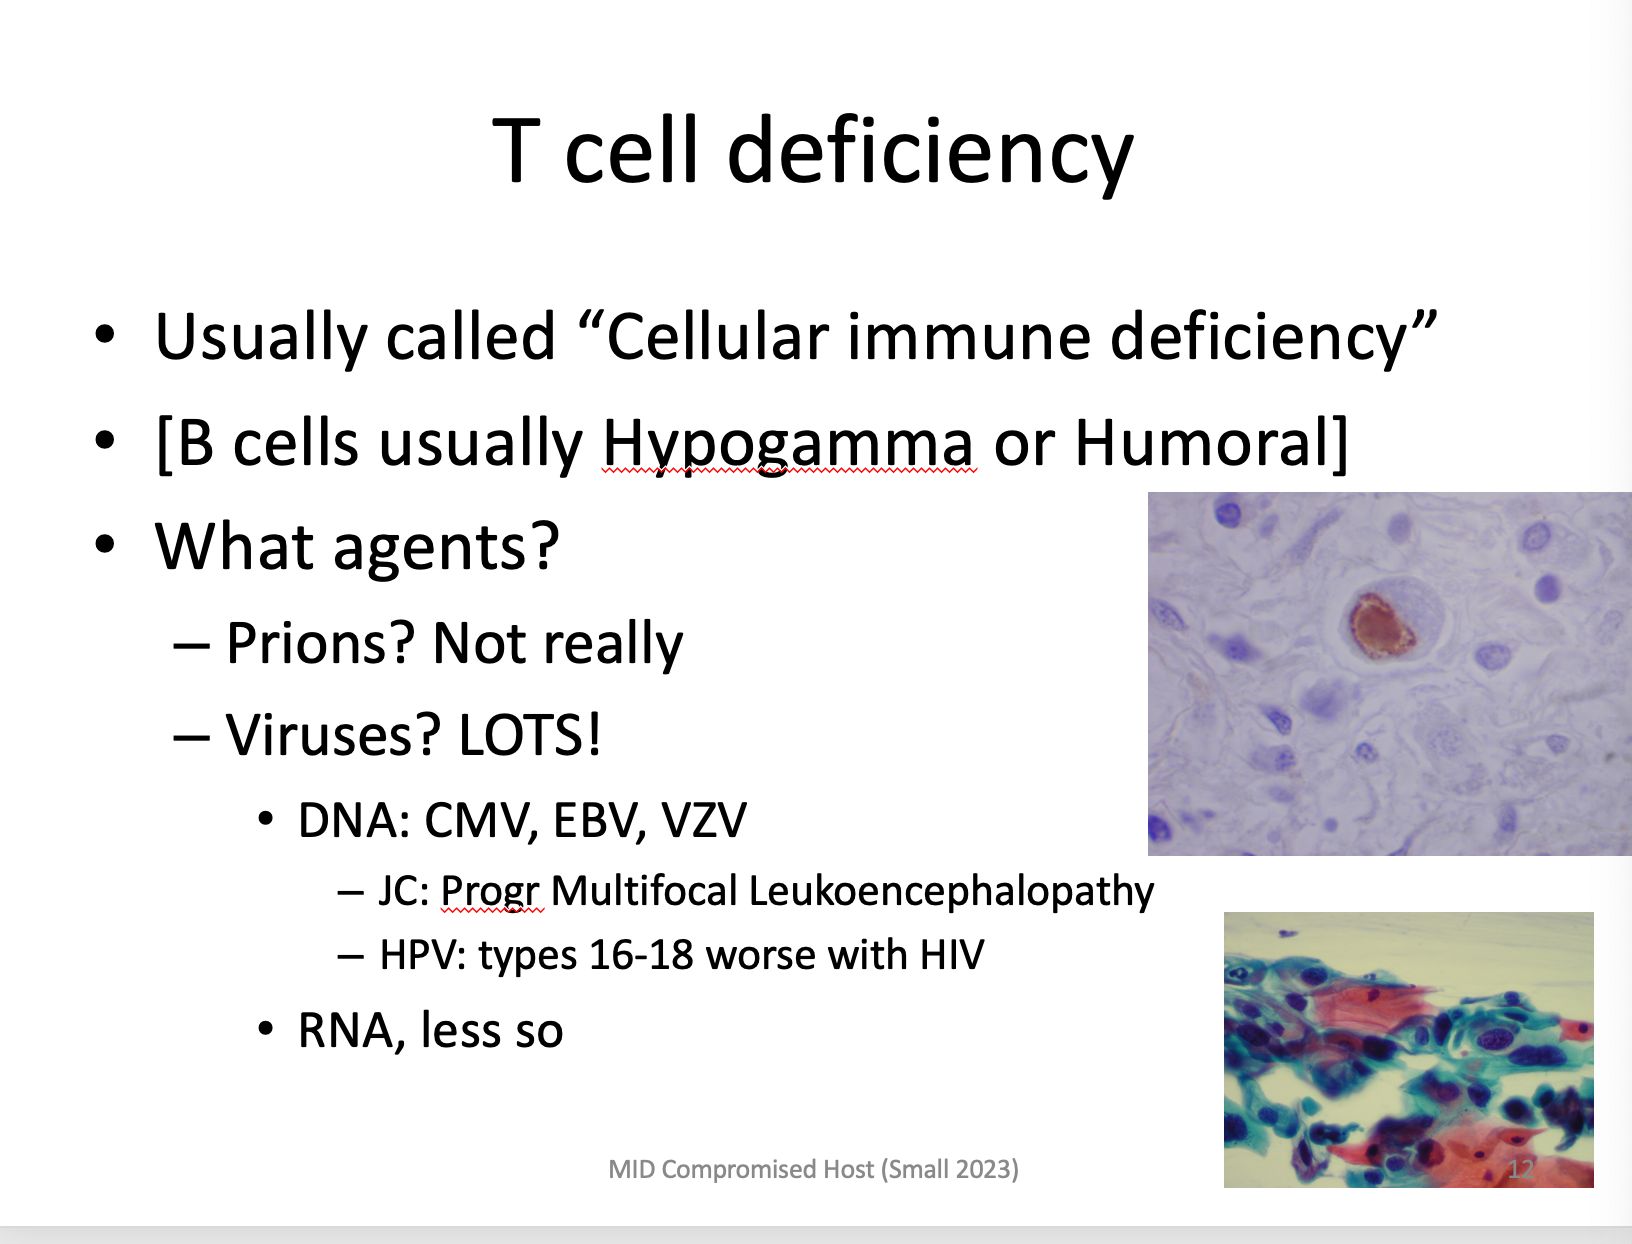 T cell deficiency
• Usually called “Cellular immune deficiency”
• [B cells usually Hypogamma or Humoral]
• What agents?
– Prions? Not really
– Viruses? LOTS!
• DNA: CMV, EBV, VZV
– JC: Progr Multifocal Leukoencephalopathy
– HPV: types 16-18 worse with HIV
• RNA, less so
MID Compromised Host (Small 2023)
12